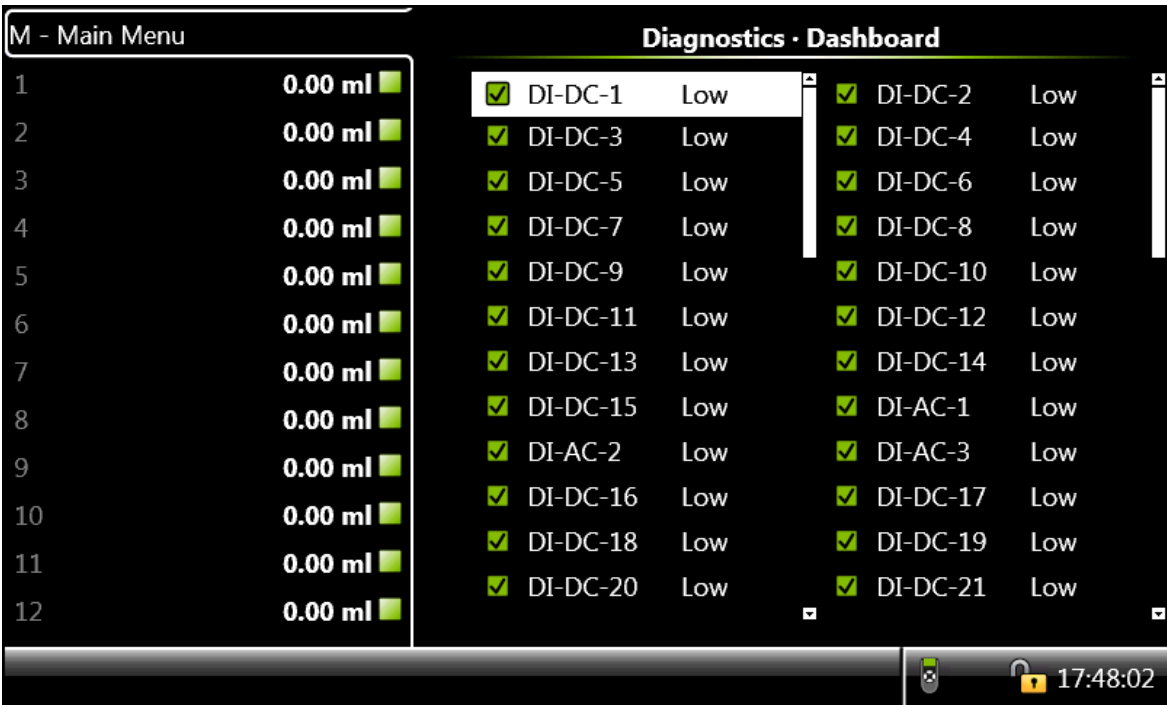 M - Main Menu
Diagnostics · Dashboard
1 0.00 ml
2 0.00 ml
3 0.00 ml
4 0.00 ml
5 0.00 ml
6 0.00 ml
7 0.00 ml
8 0.00 ml
9 0.00 ml
10 0.00 ml
11 0.00 ml
12 0.00 ml
DI-DC-1 Low DI-DC-2 Low
DI-DC-3 Low DI-DC-4 Low
DI-DC-5 Low DI-DC-6 Low
DI-DC-7 Low DI-DC-8 Low
DI-DC-9 Low DI-DC-10 Low
DI-DC-11 Low DI-DC-12 Low
DI-DC-13 Low DI-DC-14 Low
DI-DC-15 Low DI-AC-1 Low
DI-AC-2 Low DI-AC-3 Low
DI-DC-16 Low DI-DC-17 Low
DI-DC-18 Low DI-DC-19 Low
DI-DC-20 Low DI-DC-21 Low
17:48:02